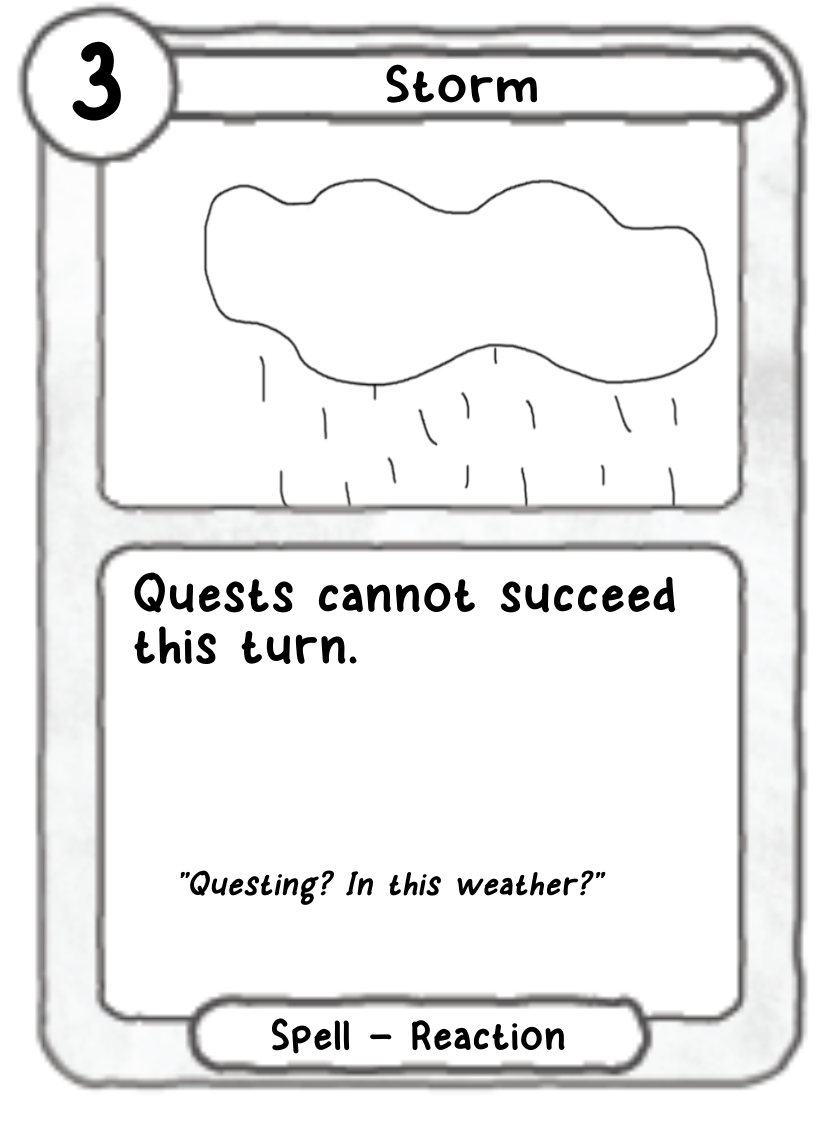 3
Storm
Quests cannot succeed
this turn.
"Questing? In this weather?"
Spell – Reaction